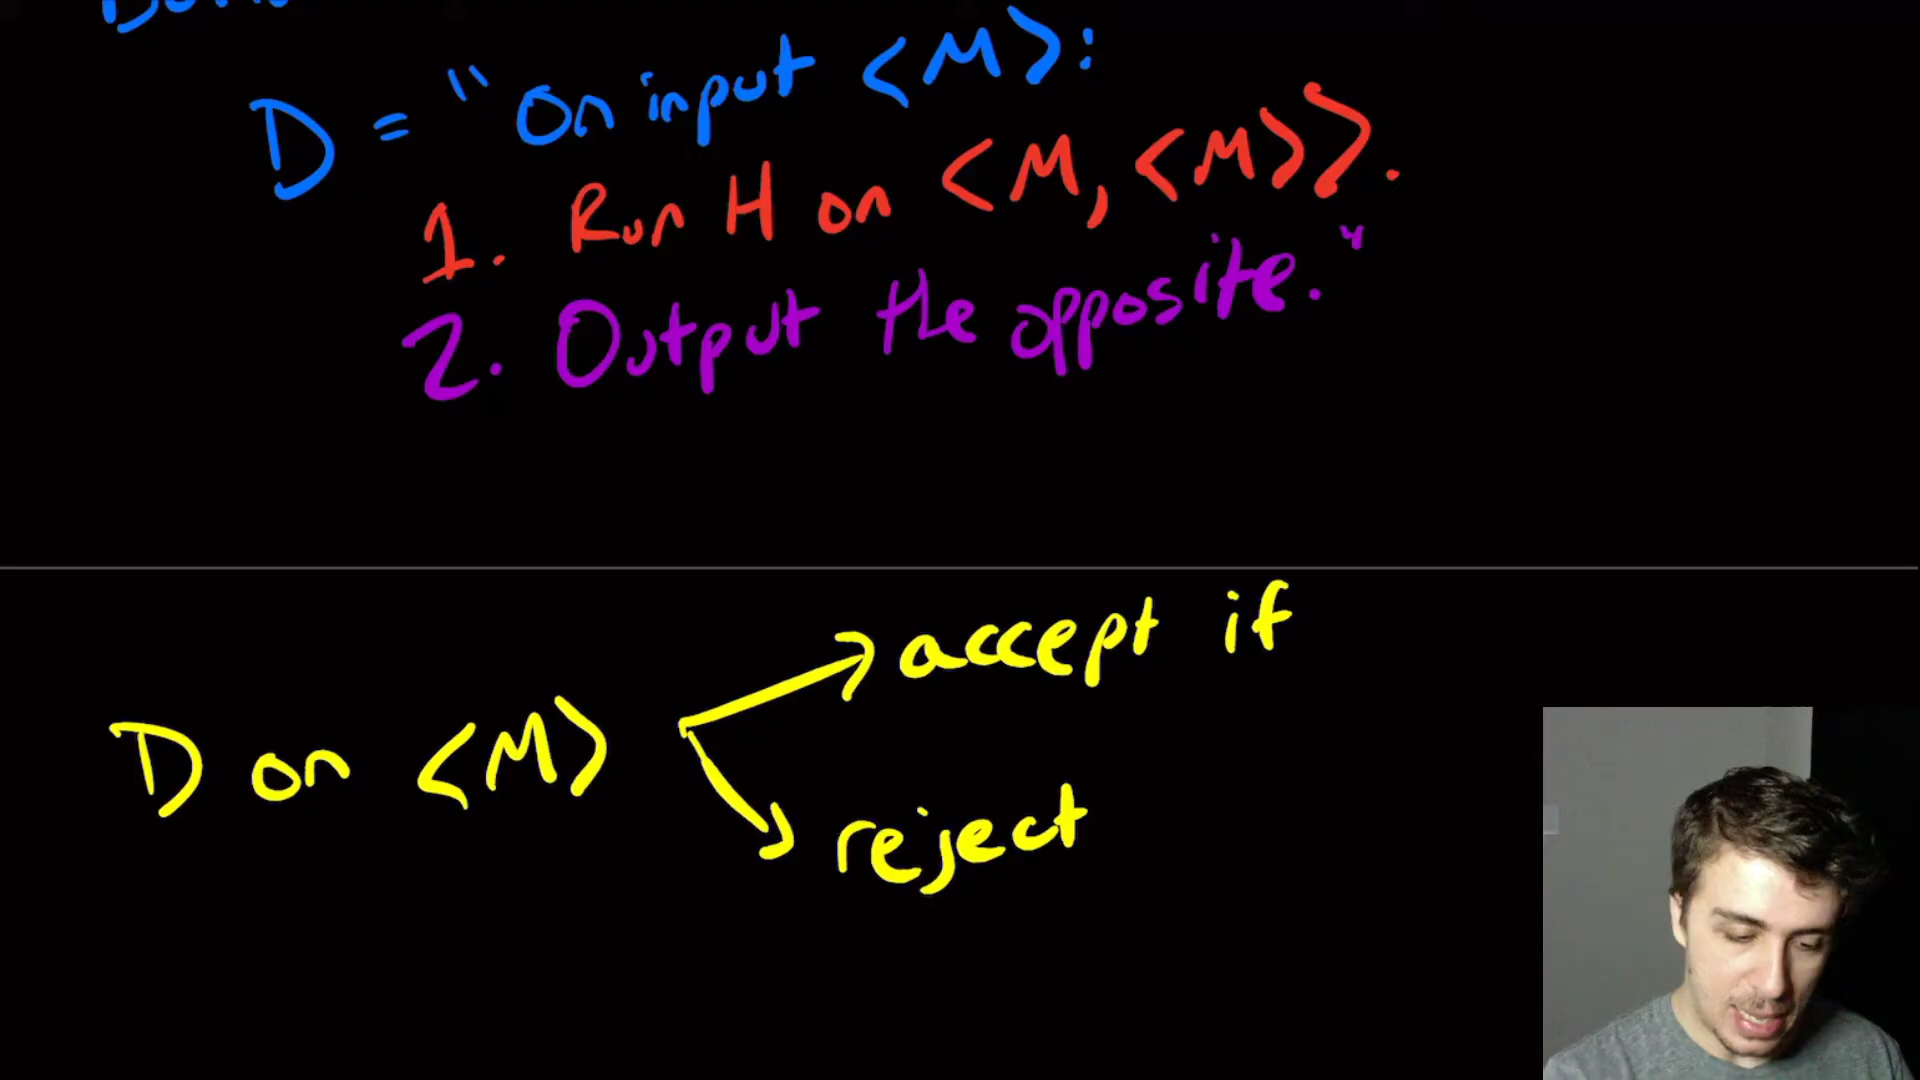 D = "On input <M>:
1. Run H on <M, <M>>.
2. Output the opposite."
accept if
D on <M>
reject